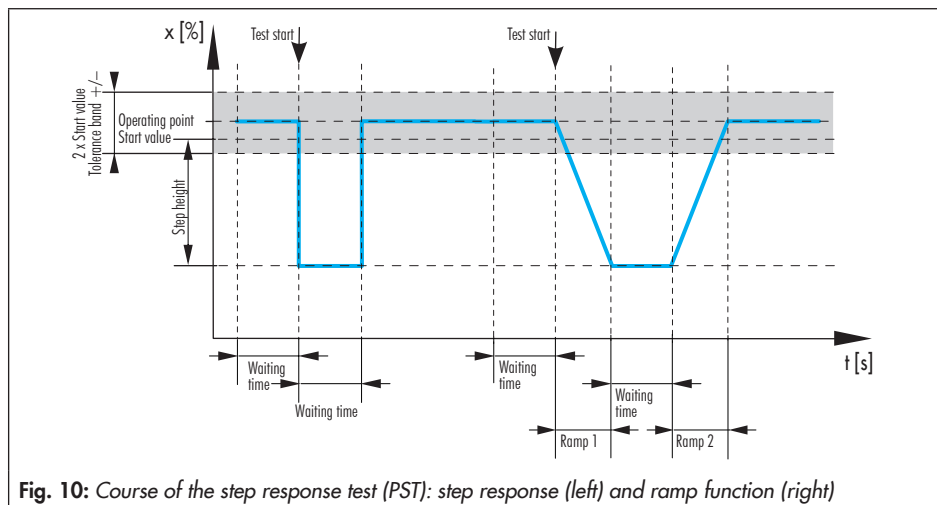 x [%]
Test start
Test start
2 x Start value
Tolerance band +/−
Operating point
Start value
Step height
t [s]
Waiting
time
Waiting time
Waiting
time
Waiting
time
Ramp 1
Ramp 2
Fig. 10: Course of the step response test (PST): step response (left) and ramp function (right)